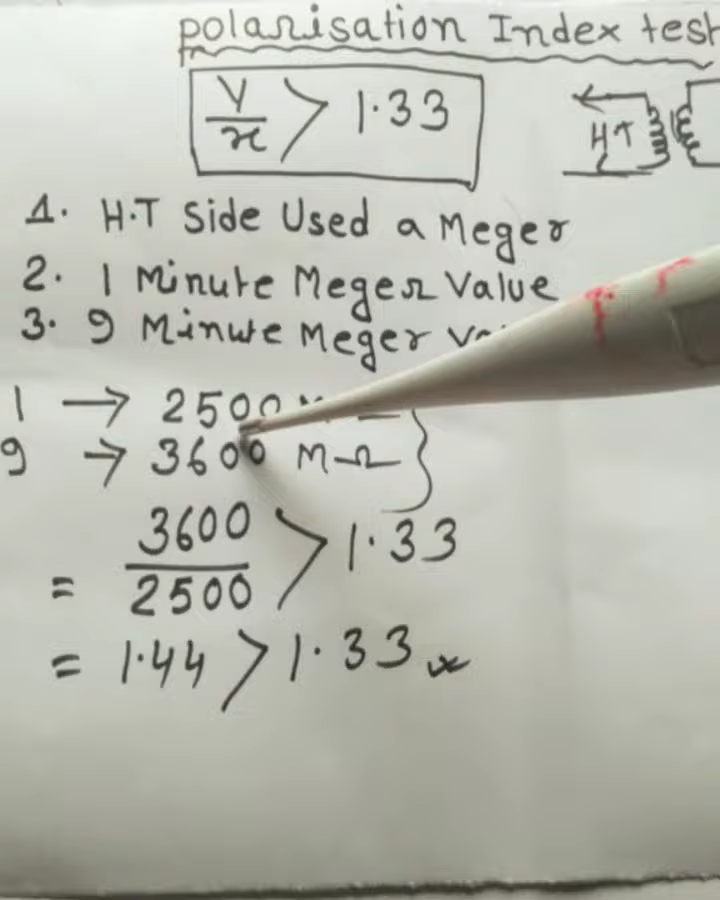 polarisation Index test
y/x > 1.33
HT
1. H.T Side Used a Meger
2. 1 Minute Meger Value
3. 9 Minute Meger
1 → 2500
9 → 3600 MΩ
3600/2500 > 1.33
=
= 1.44 > 1.33